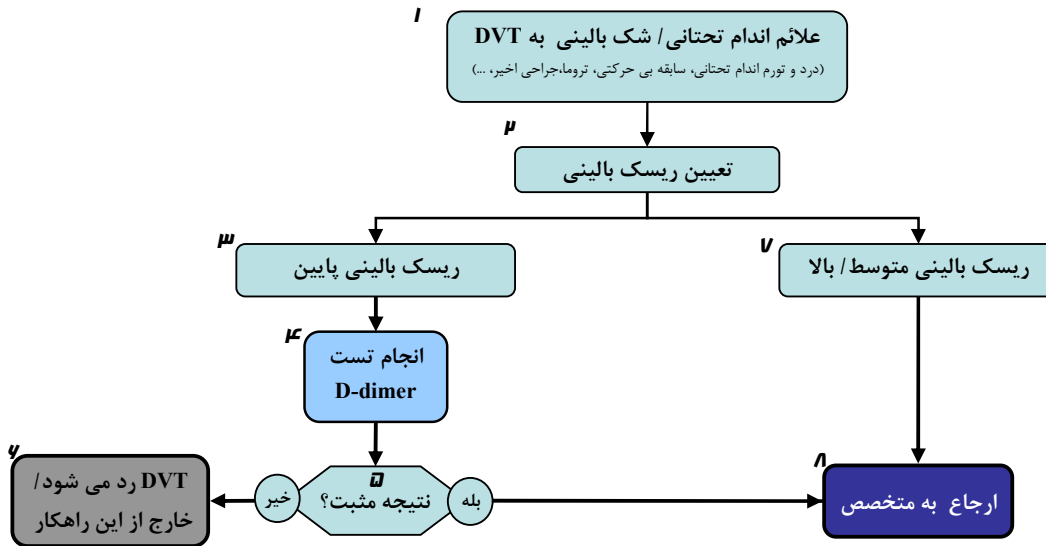 ۱
علائم اندام تحتانی/ شک بالینی به DVT
(درد و تورم اندام تحتانی، سابقه بی حرکتی، تروما،جراحی اخیر، ...)
۲
تعیین ریسک بالینی
۳
ریسک بالینی پایین
۷
ریسک بالینی متوسط/ بالا
۴
انجام تست
D-dimer
۵
نتیجه مثبت؟
بله
خیر
۶
DVT رد می شود/
خارج از این راهکار
۸
ارجاع به متخصص